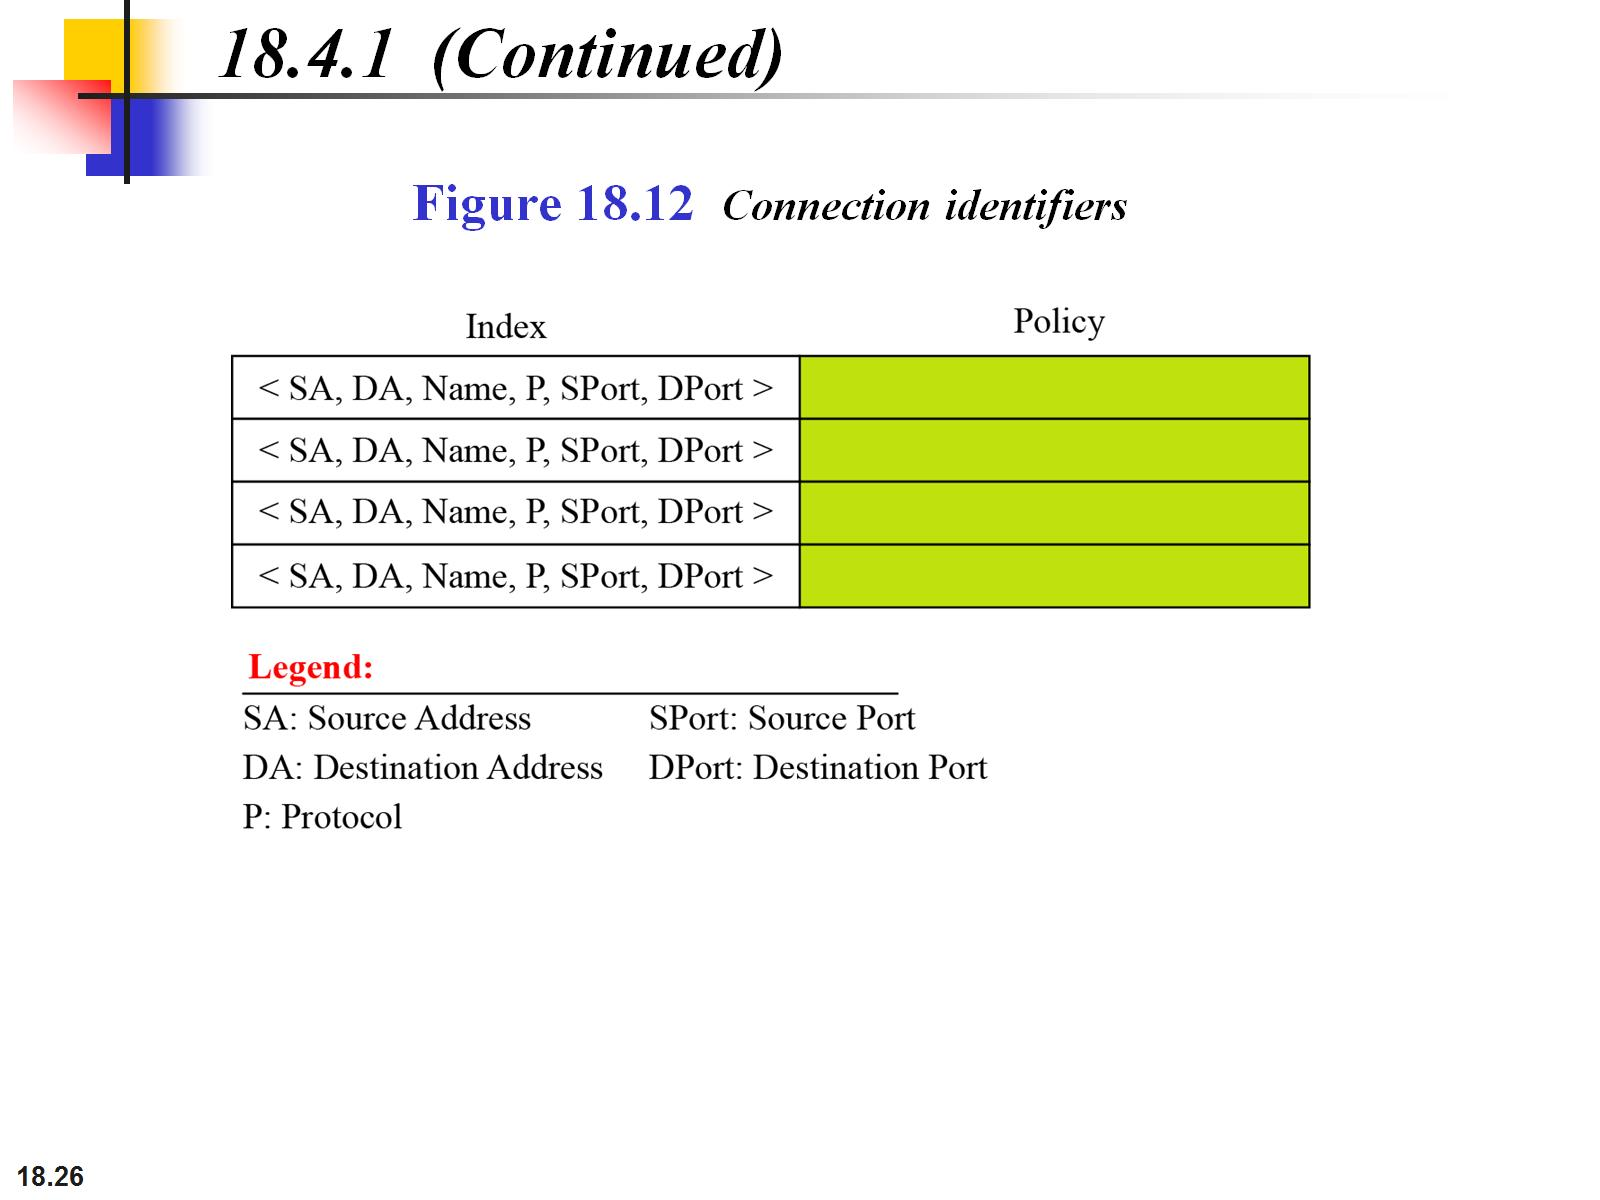 18.4.1 (Continued)
Figure 18.12 Connection identifiers
Index Policy
< SA, DA, Name, P, SPort, DPort >
< SA, DA, Name, P, SPort, DPort >
< SA, DA, Name, P, SPort, DPort >
< SA, DA, Name, P, SPort, DPort >
Legend:
SA: Source Address SPort: Source Port
DA: Destination Address DPort: Destination Port
P: Protocol
18.26